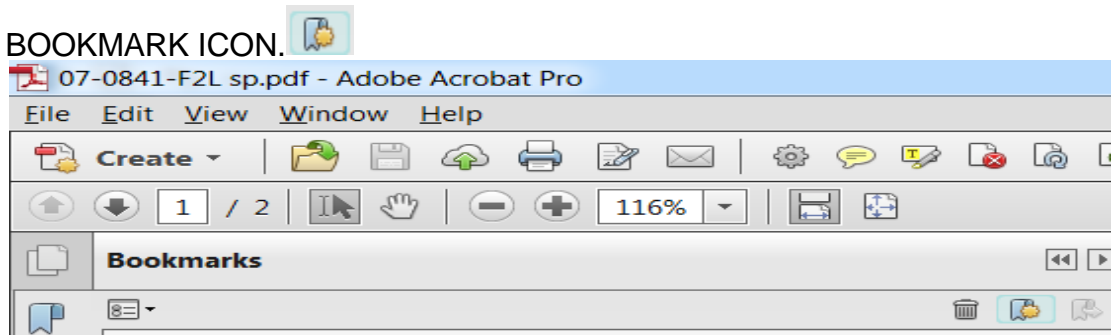 BOOKMARK ICON.
07-0841-F2L sp.pdf - Adobe Acrobat Pro
File Edit View Window Help
Create
1 / 2 116%
Bookmarks